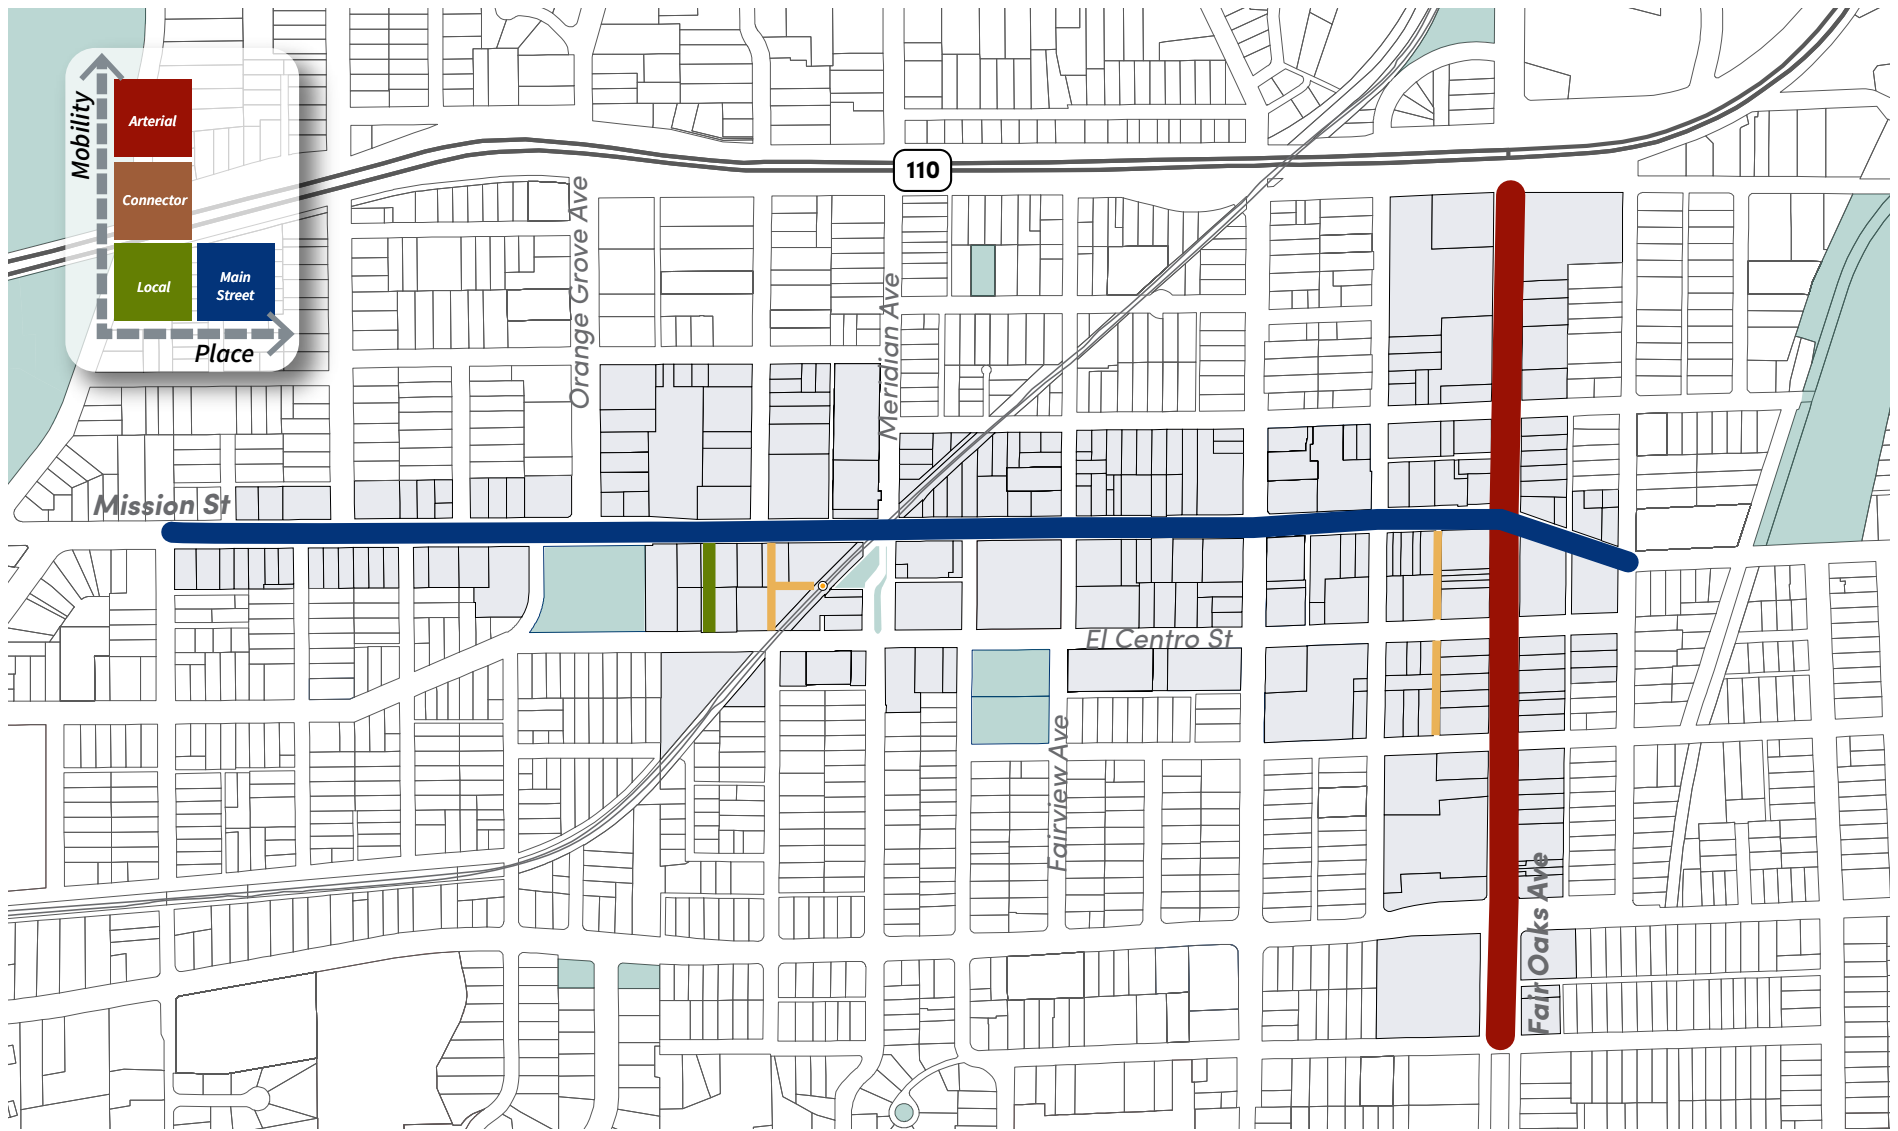 Mobility
Arterial
Connector
Local
Main
Street
Place
110
Orange Grove Ave
Meridian Ave
Mission St
El Centro St
Fairview Ave
Fair Oaks Ave